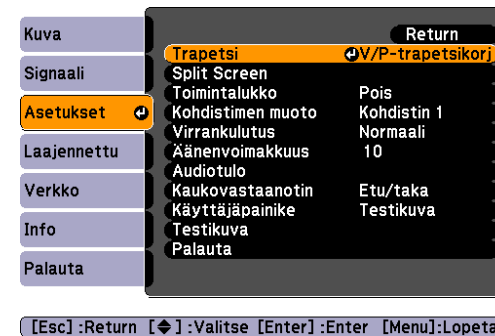 Kuva
Signaali
Asetukset
Laajennettu
Verkko
Info
Palauta
Return
Trapetsi V/P-trapetsikorj
Split Screen
Toimintalukko Pois
Kohdistimen muoto Kohdistin 1
Virrankulutus Normaali
Äänenvoimakkuus 10
Audiotulo
Kaukovastaanotin Etu/taka
Käyttäjäpainike Testikuva
Testikuva
Palauta
[Esc] :Return [◆] :Valitse [Enter] :Enter [Menu]:Lopeta